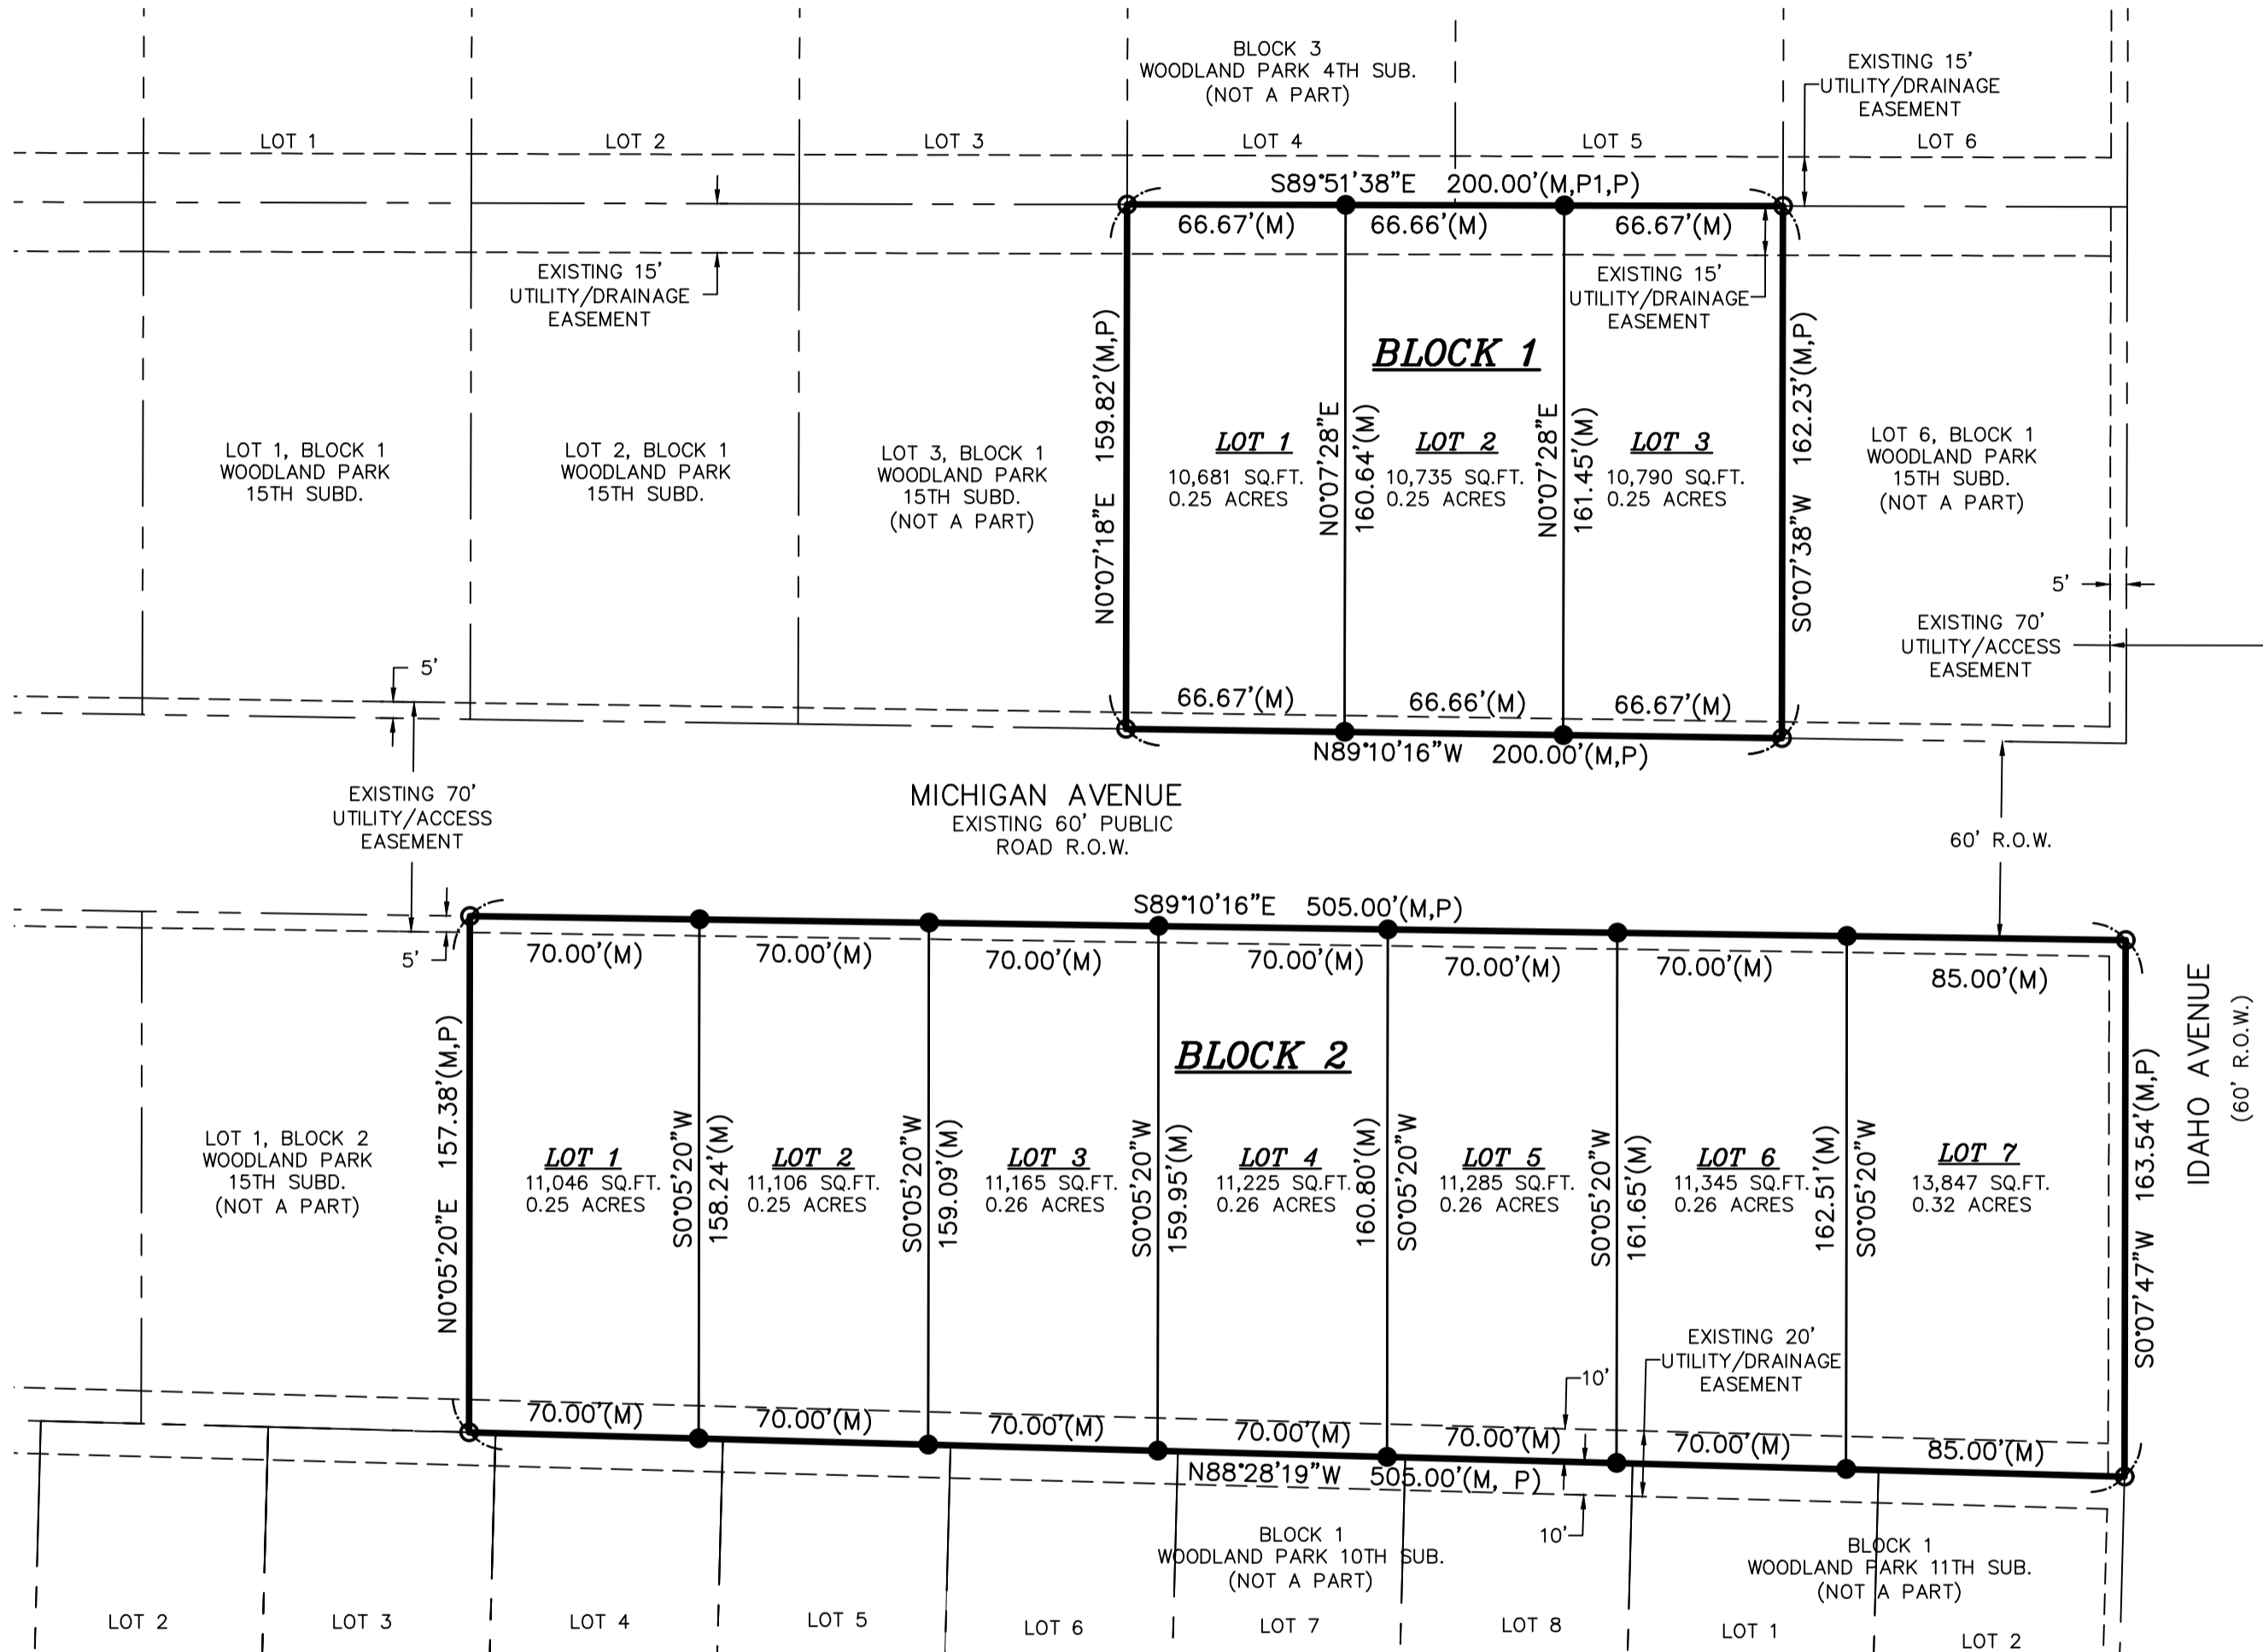 BLOCK 3
WOODLAND PARK 4TH SUB.
(NOT A PART)
EXISTING 15'
UTILITY/DRAINAGE
EASEMENT
LOT 1
LOT 2
LOT 3
LOT 4
LOT 5
LOT 6
S89°51'38"E 200.00'(M,P1,P)
66.67'(M)
66.66'(M)
66.67'(M)
EXISTING 15'
UTILITY/DRAINAGE
EASEMENT
EXISTING 15'
UTILITY/DRAINAGE
EASEMENT
BLOCK 1
N0°07'18"E 159.82'(M,P)
N0°07'28"E
160.64'(M)
N0°07'28"E
161.45'(M)
S0°07'38"W 162.23'(M,P)
LOT 1, BLOCK 1
WOODLAND PARK
15TH SUBD.
LOT 2, BLOCK 1
WOODLAND PARK
15TH SUBD.
LOT 3, BLOCK 1
WOODLAND PARK
15TH SUBD.
(NOT A PART)
LOT 1
10,681 SQ.FT.
0.25 ACRES
LOT 2
10,735 SQ.FT.
0.25 ACRES
LOT 3
10,790 SQ.FT.
0.25 ACRES
LOT 6, BLOCK 1
WOODLAND PARK
15TH SUBD.
(NOT A PART)
5'
EXISTING 70'
UTILITY/ACCESS
EASEMENT
5'
66.67'(M)
66.66'(M)
66.67'(M)
N89°10'16"W 200.00'(M,P)
EXISTING 70'
UTILITY/ACCESS
EASEMENT
MICHIGAN AVENUE
EXISTING 60' PUBLIC
ROAD R.O.W.
60' R.O.W.
S89°10'16"E 505.00'(M,P)
5'
70.00'(M)
70.00'(M)
70.00'(M)
70.00'(M)
70.00'(M)
70.00'(M)
85.00'(M)
IDAHO AVENUE
(60' R.O.W.)
BLOCK 2
N0°05'20"E 157.38'(M,P)
S0°05'20"W
158.24'(M)
S0°05'20"W
159.09'(M)
S0°05'20"W
159.95'(M)
160.80'(M)
S0°05'20"W
S0°05'20"W
161.65'(M)
162.51'(M)
S0°05'20"W
S0°07'47"W 163.54'(M,P)
LOT 1, BLOCK 2
WOODLAND PARK
15TH SUBD.
(NOT A PART)
LOT 1
11,046 SQ.FT.
0.25 ACRES
LOT 2
11,106 SQ.FT.
0.25 ACRES
LOT 3
11,165 SQ.FT.
0.26 ACRES
LOT 4
11,225 SQ.FT.
0.26 ACRES
LOT 5
11,285 SQ.FT.
0.26 ACRES
LOT 6
11,345 SQ.FT.
0.26 ACRES
LOT 7
13,847 SQ.FT.
0.32 ACRES
EXISTING 20'
UTILITY/DRAINAGE
EASEMENT
10'
70.00'(M)
70.00'(M)
70.00'(M)
70.00'(M)
70.00'(M)
70.00'(M)
85.00'(M)
N88°28'19"W 505.00'(M, P)
10'
BLOCK 1
WOODLAND PARK 10TH SUB.
(NOT A PART)
BLOCK 1
WOODLAND PARK 11TH SUB.
(NOT A PART)
LOT 2
LOT 3
LOT 4
LOT 5
LOT 6
LOT 7
LOT 8
LOT 1
LOT 2